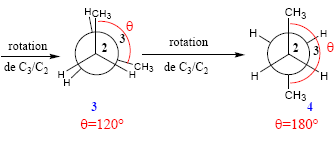 rotation
de C3/C2
HCH3
θ
3
2
H
H
H
CH3
3
θ=120°
rotation
de C3/C2
CH3
H
H
2
3
θ
H
H
CH3
4
θ=180°